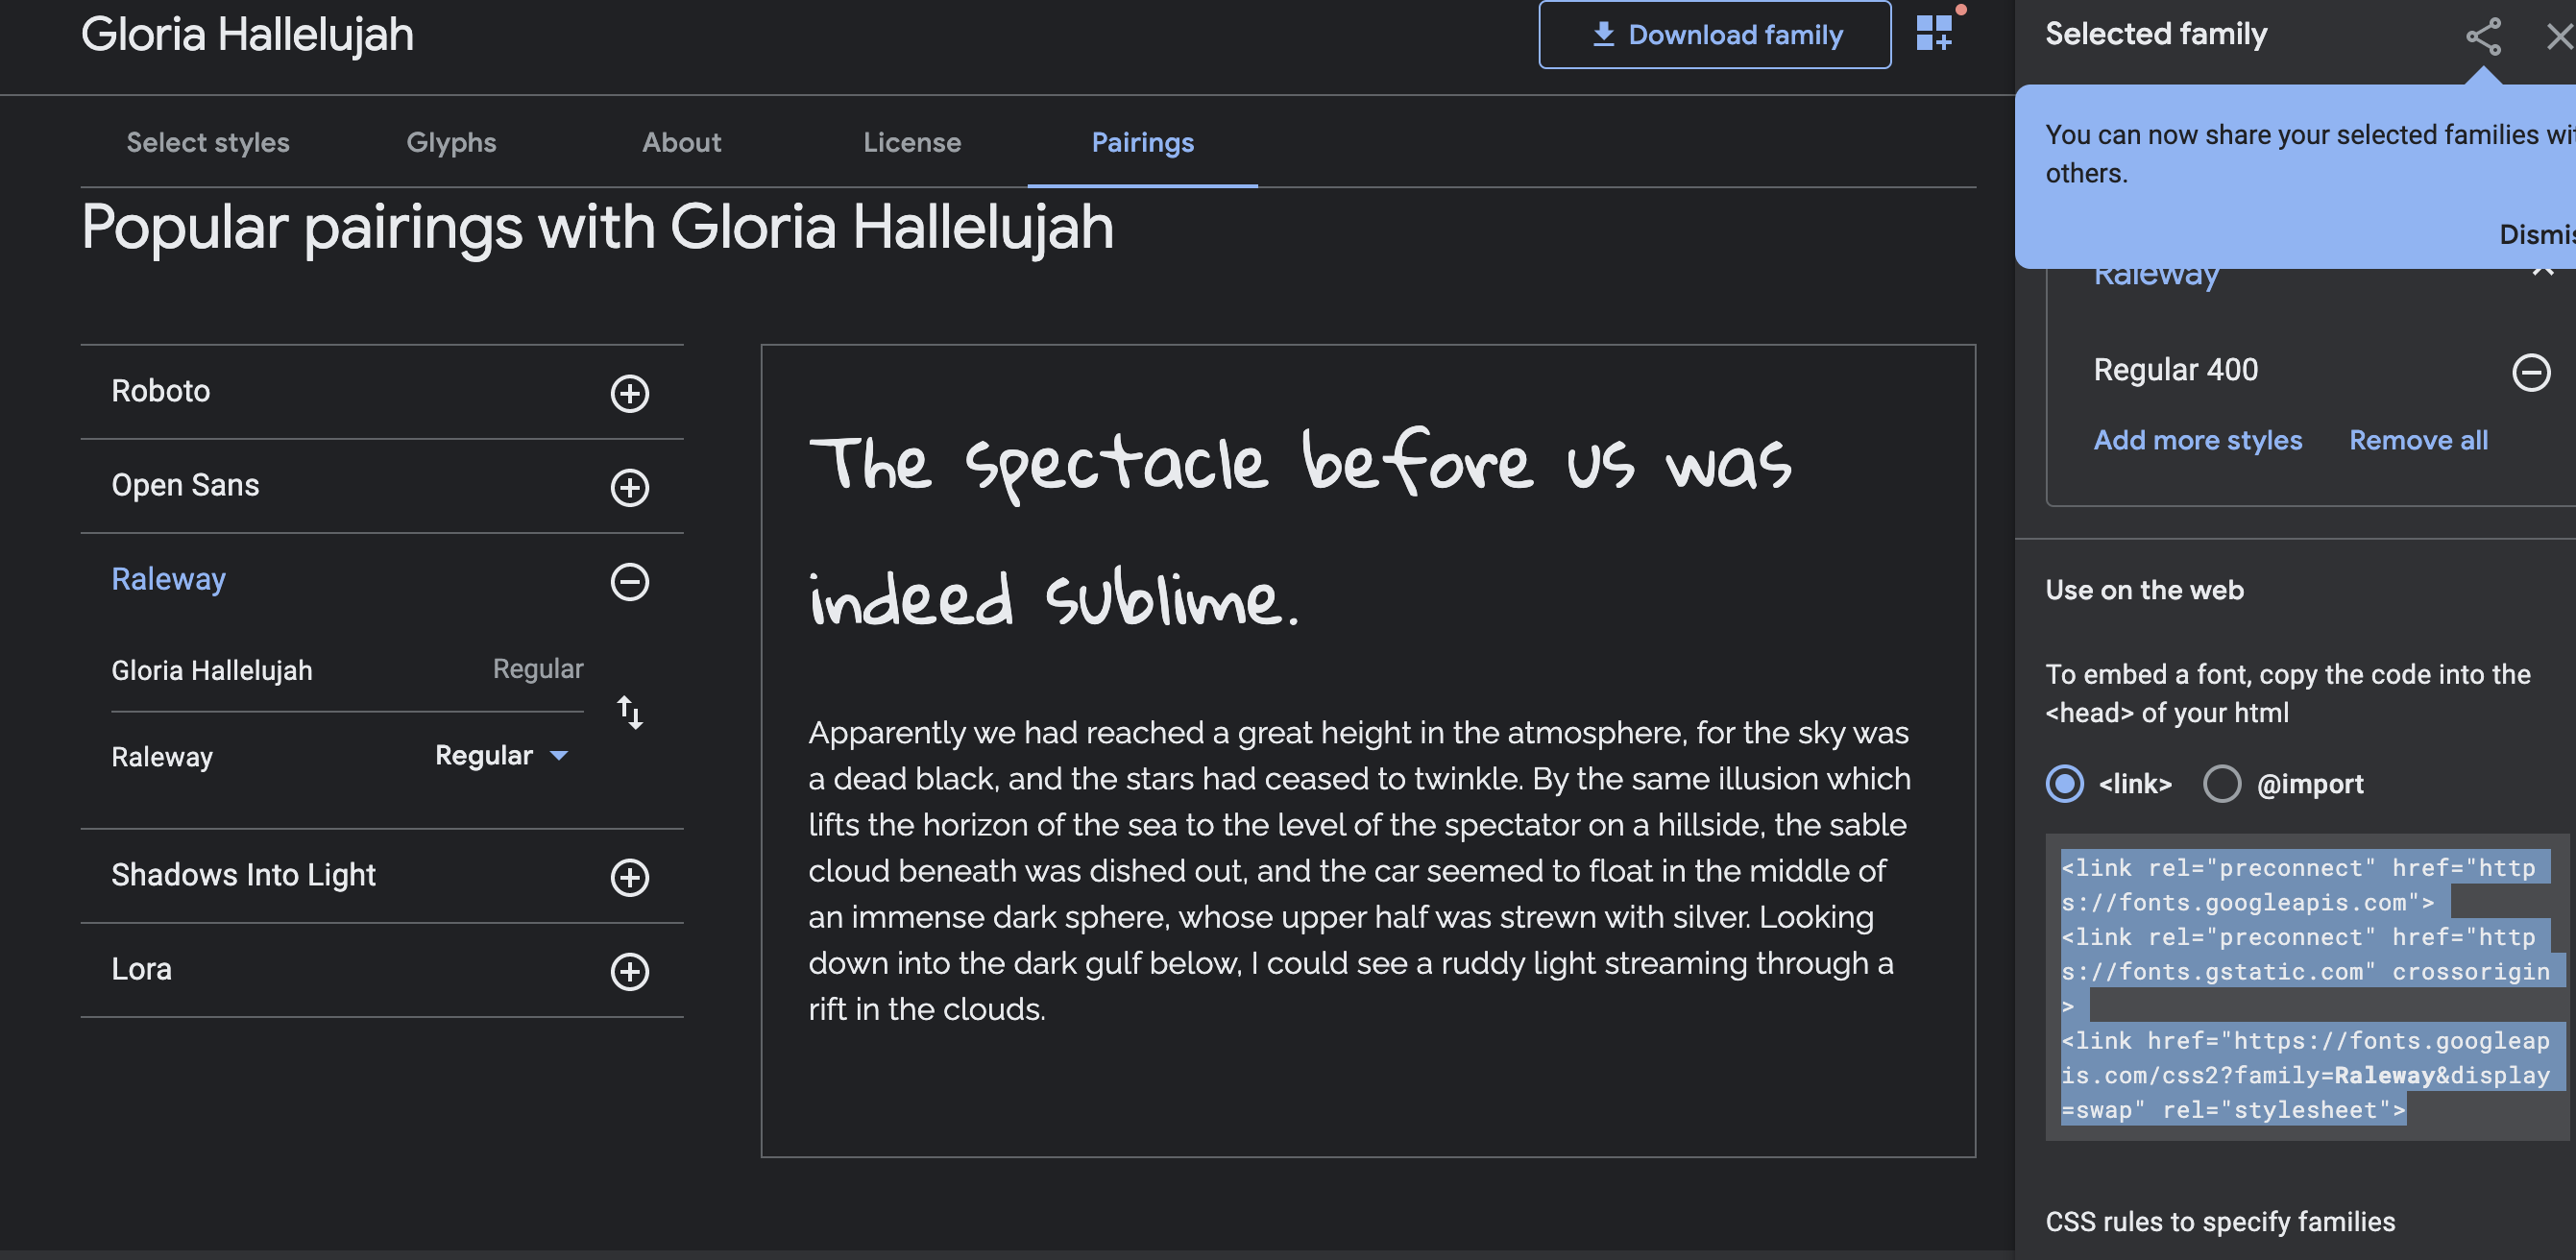 Gloria Hallelujah
Download family
Select styles
Glyphs
About
License
Pairings
Popular pairings with Gloria Hallelujah
Roboto
Open Sans
Raleway
Gloria Hallelujah
Regular
Raleway
Regular
Shadows Into Light
Lora
The spectacle before us was
indeed sublime.
Apparently we had reached a great height in the atmosphere, for the sky was
a dead black, and the stars had ceased to twinkle. By the same illusion which
lifts the horizon of the sea to the level of the spectator on a hillside, the sable
cloud beneath was dished out, and the car seemed to float in the middle of
an immense dark sphere, whose upper half was strewn with silver. Looking
down into the dark gulf below, I could see a ruddy light streaming through a
rift in the clouds.
Selected family
You can now share your selected families wi
others.
Dismis
Raleway
Regular 400
Add more styles
Remove all
Use on the web
To embed a font, copy the code into the
<head> of your html
<link>
@import
<link rel="preconnect" href="http
s://fonts.googleapis.com">
<link rel="preconnect" href="http
s://fonts.gstatic.com" crossorigin
>
<link href="https://fonts.googleap
is.com/css2?family=Raleway&display
=swap" rel="stylesheet">
CSS rules to specify families